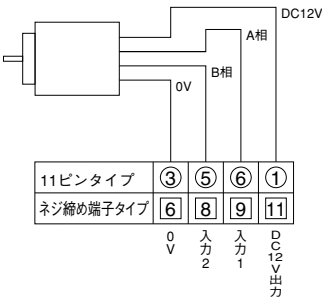 DC12V
A相
B相
0V
11ピンタイプ ③ ⑤ ⑥ ①
ネジ締め端子タイプ 6 8 9 11
0V
入力2
入力1
DC12V出力